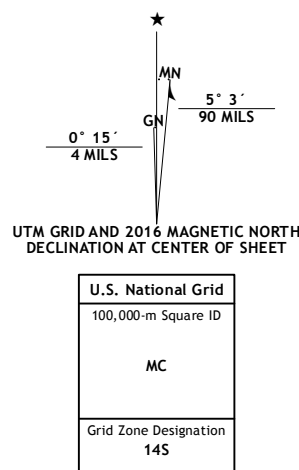 MN
5° 3´
90 MILS
GN
0° 15´
4 MILS
UTM GRID AND 2016 MAGNETIC NORTH
DECLINATION AT CENTER OF SHEET
U.S. National Grid
100,000-m Square ID
MC
Grid Zone Designation
14S